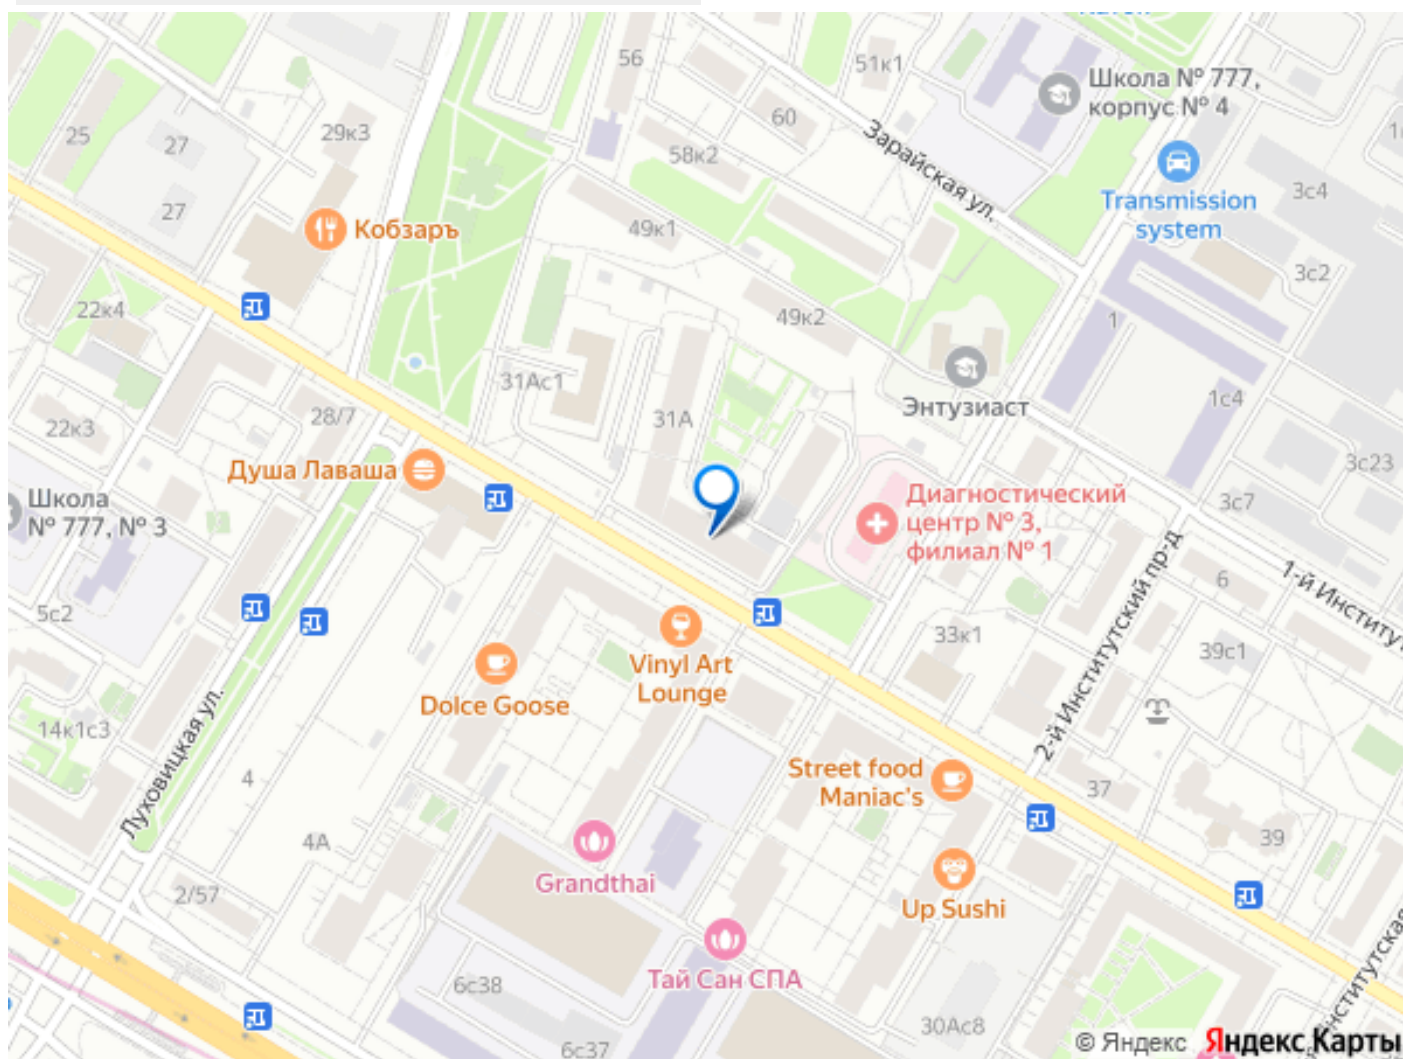 56
51к1
Школа № 777,
корпус № 4
60
25
27
29к3
58к2
Зарайская ул.
Transmission
system
3с4
27
Кобзаръ
49к1
3с2
22к4
49к2
1
31Ас1
Энтузиаст
1с4
28/7
31А
22к3
Душа Лаваша
3с23
Школа
№ 777, № 3
Диагностический
центр № 3,
филиал № 1
3с7
6
1-й Институт
2-й Институтский пр-д
5с2
33к1
39с1
Vinyl Art
Lounge
Dolce Goose
14к1с3
Луховицкая ул.
4
Street food
Maniac's
37
39
4А
Grandthai
2/57
Up Sushi
Тай Сан СПА
6с38
30Ас8
6с37
© Яндекс Яндекс Карты